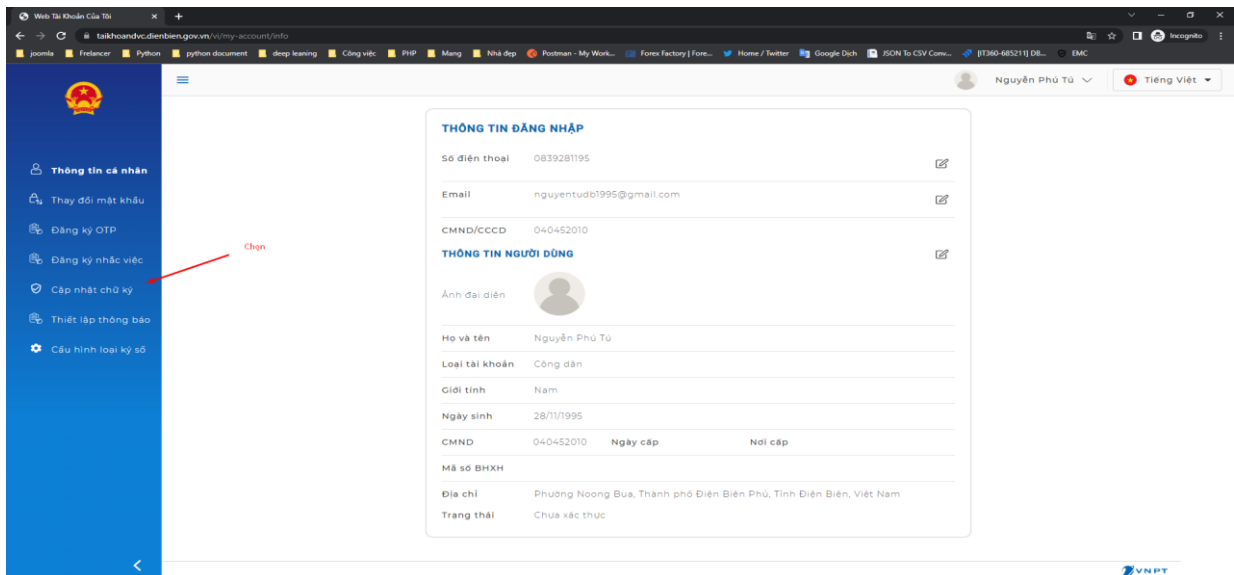 Web Tài Khoản Của Tôi
taikhoandvc.dienbien.gov.vn/vi/my-account/info
Incognito
joomla Frelancer Python python document deep leaning Công việc PHP Mang Nhà đẹp Postman - My Work... Forex Factory | Fore... Home / Twitter Google Dịch JSON To CSV Conv... [IT360-685211] DB... EMC
Nguyễn Phú Tú
Tiếng Việt
Thông tin cá nhân
Thay đổi mật khẩu
Đăng ký OTP
Đăng ký nhắc việc
Cập nhật chữ ký
Thiết lập thông báo
Cấu hình loại ký số
Chọn
THÔNG TIN ĐĂNG NHẬP
Số điện thoại 0839281195
Email nguyentudb1995@gmail.com
CMND/CCCD 040452010
THÔNG TIN NGƯỜI DÙNG
Ảnh đại diện
Họ và tên Nguyễn Phú Tú
Loại tài khoản Công dân
Giới tính Nam
Ngày sinh 28/11/1995
CMND 040452010 Ngày cấp Nơi cấp
Mã số BHXH
Địa chỉ Phường Noong Bua, Thành phố Điện Biên Phủ, Tỉnh Điện Biên, Việt Nam
Trạng thái Chưa xác thực
VNPT